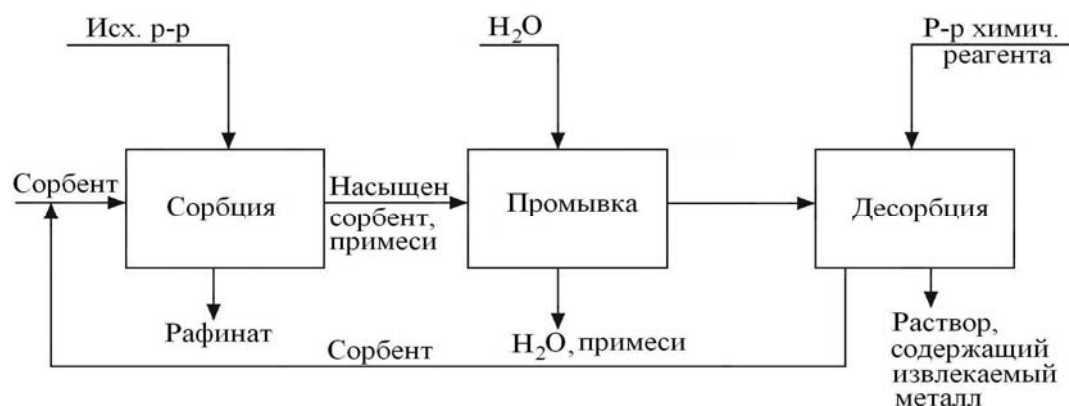 Исх. р-р
H₂O
Р-р химич.
реагента
Сорбент
Сорбция
Насыщен
сорбент,
примеси
Промывка
Десорбция
Рафинат
H₂O, примеси
Раствор,
содержащий
извлекаемый
металл
Сорбент